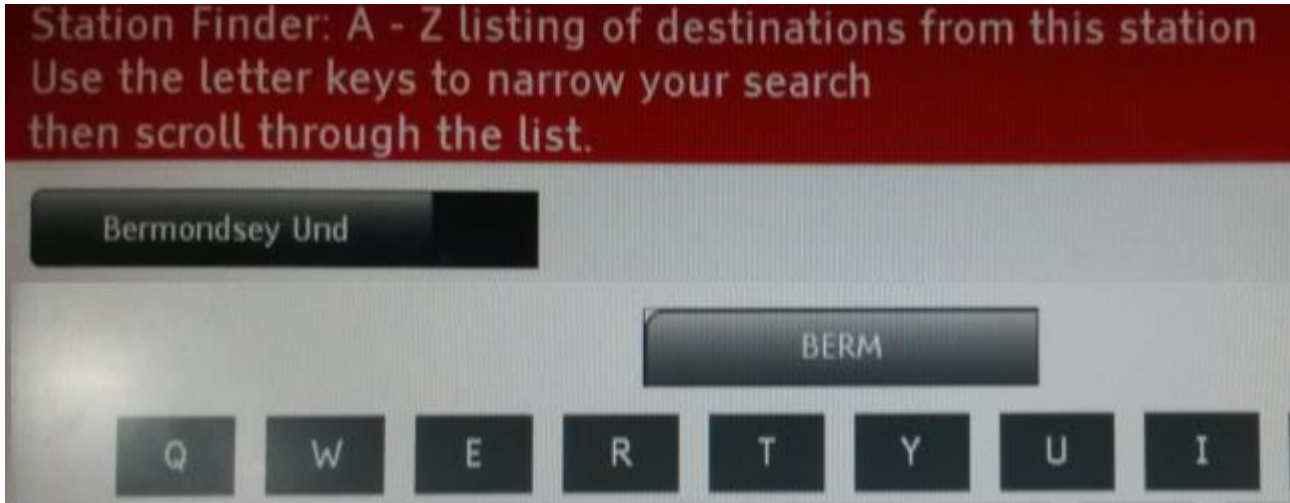 Station Finder: A - Z listing of destinations from this station
Use the letter keys to narrow your search
then scroll through the list.
Bermondsey Und
BERM
Q W E R T Y U I